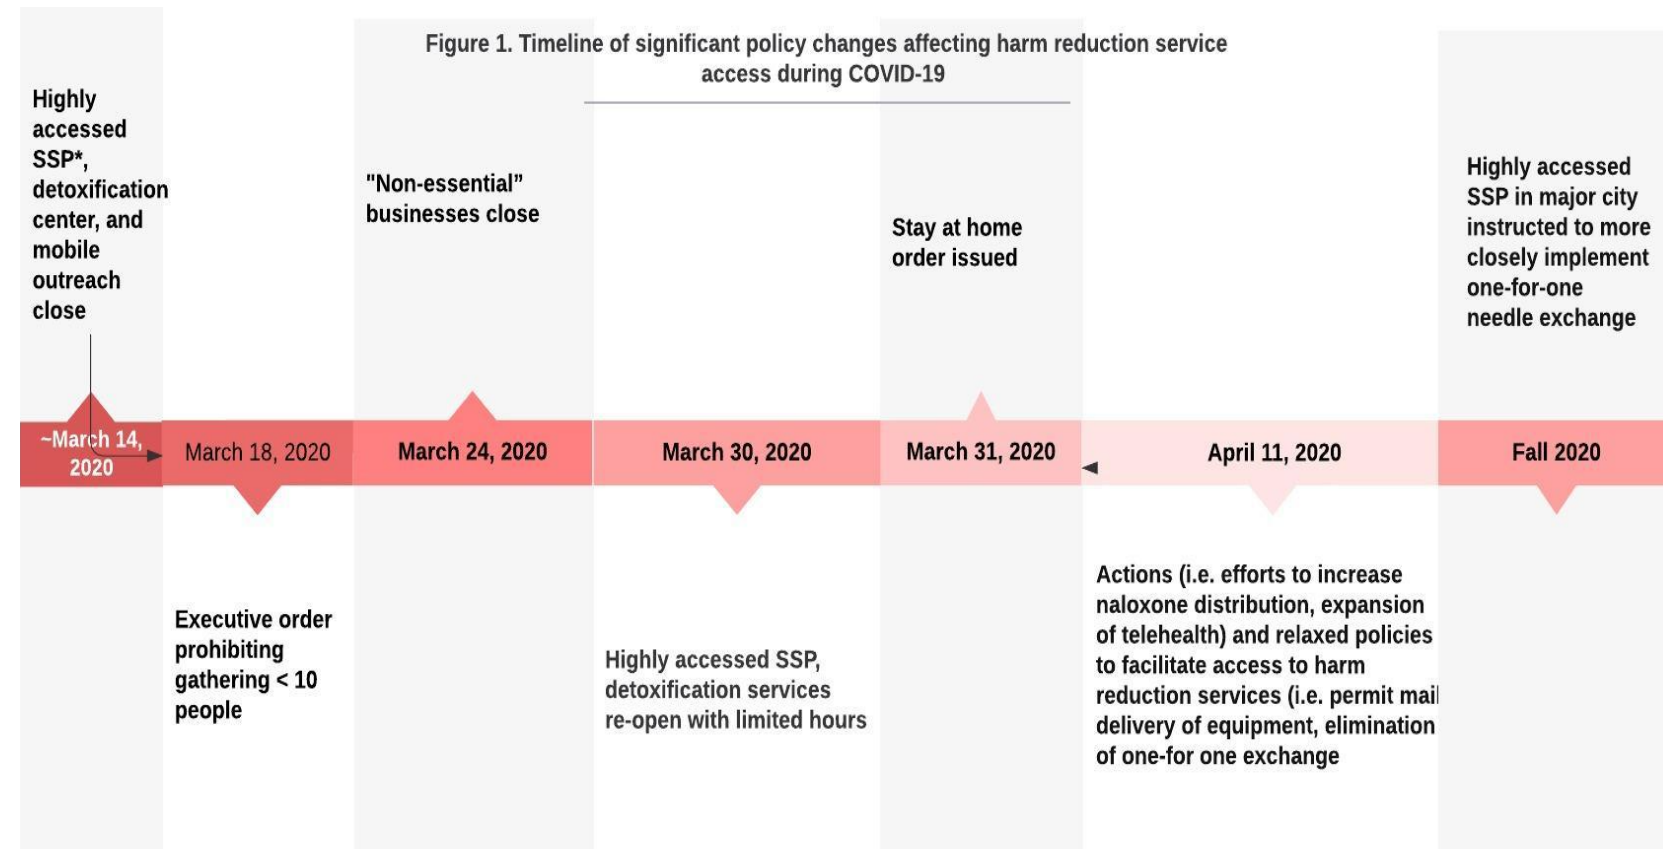 Figure 1. Timeline of significant policy changes affecting harm reduction service
access during COVID-19
Highly
accessed
SSP*,
detoxification
center, and
mobile
outreach
close
"Non-essential”
businesses close
Stay at home
order issued
Highly accessed
SSP in major city
instructed to more
closely implement
one-for-one
needle exchange
~March 14,
2020
March 18, 2020
March 24, 2020
March 30, 2020
March 31, 2020
April 11, 2020
Fall 2020
Executive order
prohibiting
gathering < 10
people
Highly accessed SSP,
detoxification services
re-open with limited hours
Actions (i.e. efforts to increase
naloxone distribution, expansion
of telehealth) and relaxed policies
to facilitate access to harm
reduction services (i.e. permit mail
delivery of equipment, elimination
of one-for one exchange